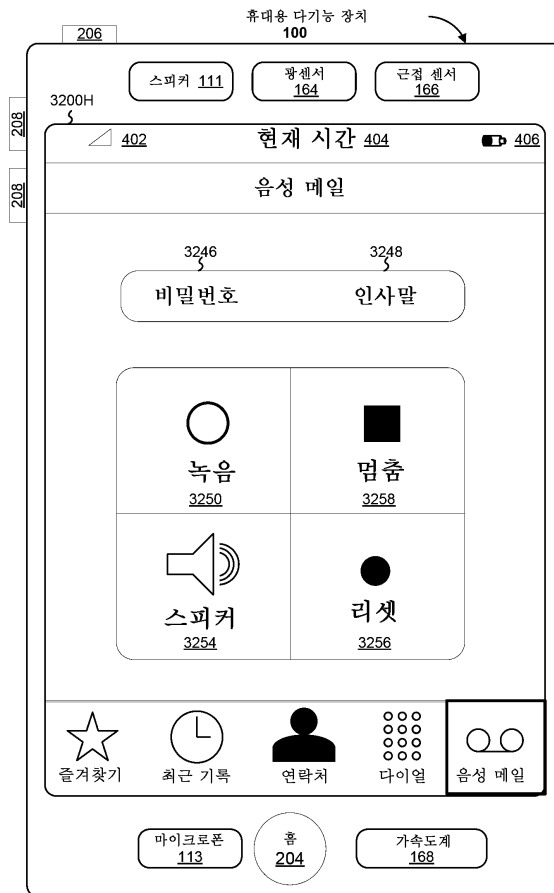 휴대용 다기능 장치
100
206
스피커 111
광센서
164
근접 센서
166
3200H
208
208
402
현재 시간 404
406
음성 메일
3246
3248
비밀번호
인사말
녹음
3250
멈춤
3258
스피커
3254
리셋
3256
즐겨찾기
최근 기록
연락처
다이얼
음성 메일
마이크로폰
113
홈
204
가속도계
168